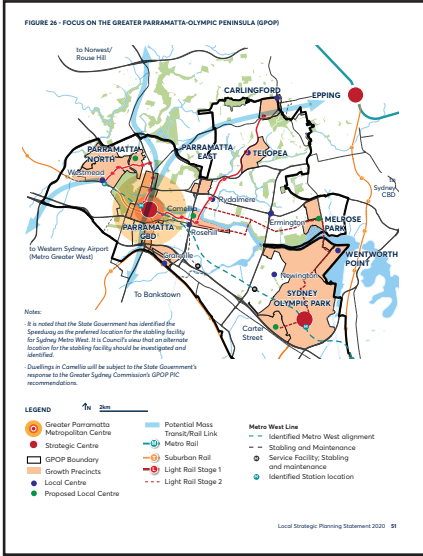 FIGURE 26 - FOCUS ON THE GREATER PARRAMATTA-OLYMPIC PENINSULA (GPOP)
to Norwest/
Rouse Hill
CARLINGFORD
EPPING
PARRAMATTA
NORTH
PARRAMATTA
EAST
TELOPEA
Westmead
to
Sydney
CBD
Rydalmere
Camellia
Ermington
MELROSE
PARK
Rosehill
PARRAMATTA
CBD
to Western Sydney Airport
(Metro Greater West)
Granville
WENTWORTH
POINT
Newington
To Bankstown
SYDNEY
OLYMPIC PARK
Carter
Street
Notes:
- It is noted that the Government has identified the
Speedway as the preferred location for the stabling facility
for Sydney Metro West. It is Council's view that an alternate
location for the stabling facility should be investigated and
identified.
- Dwellings in Camellia will be subject to the State Government's
response to the Greater Sydney Commission's GPOP PIC
recommendations.
LEGEND
N
2km
Greater Parramatta
Metropolitan Centre
Strategic Centre
GPOP Boundary
Growth Precincts
Local Centre
Proposed Local Centre
Potential Mass
Transit/Rail Link
Metro Rail
Suburban Rail
Light Rail Stage 1
Light Rail Stage 2
Metro West Line
Identified Metro West alignment
Stabling and Maintenance
Service Facility; Stabling
and maintenance
Identified Station location
Local Strategic Planning Statement 2020 51